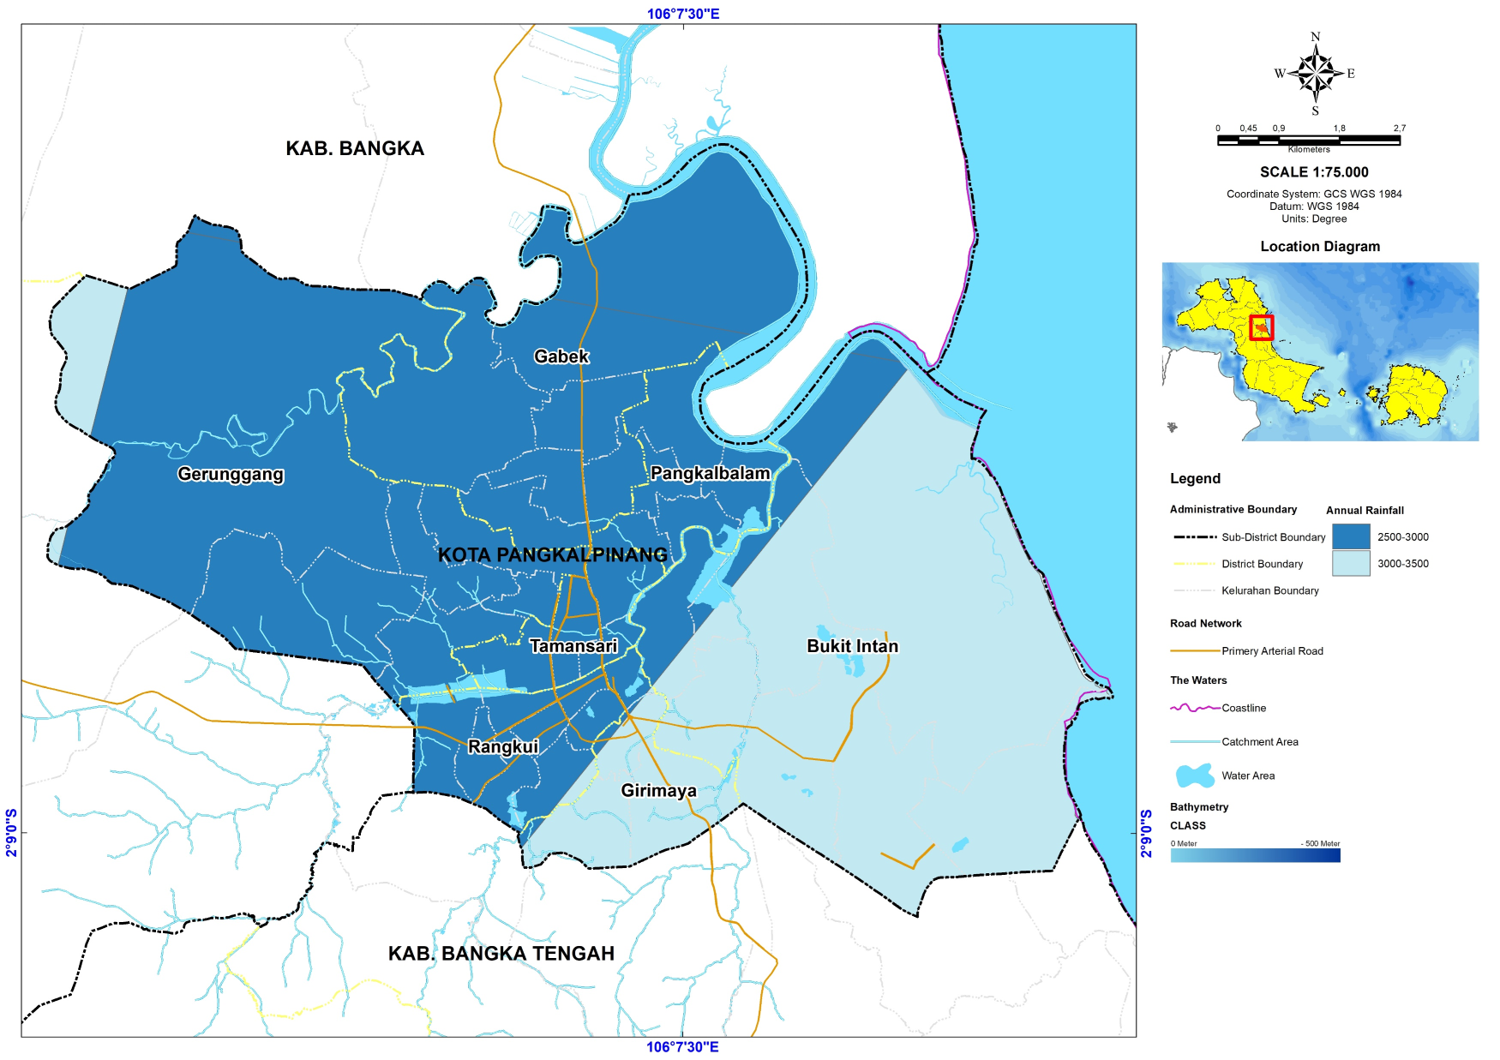 106°7'30"E
N
W
E
S
0 0,45 0,9 1,8 2,7
Kilometers
SCALE 1:75.000
Coordinate System: GCS WGS 1984
Datum: WGS 1984
Units: Degree
Location Diagram
KAB. BANGKA
Gabek
Gerunggang
Pangkalbalam
KOTA PANGKALPINANG
Tamansari
Bukit Intan
Rangkui
Girimaya
KAB. BANGKA TENGAH
2°9'0"S
2°9'0"S
106°7'30"E
Legend
Administrative Boundary
Sub-District Boundary
District Boundary
Kelurahan Boundary
Annual Rainfall
2500-3000
3000-3500
Road Network
Primery Arterial Road
The Waters
Coastline
Catchment Area
Water Area
Bathymetry
CLASS
0 Meter
- 500 Meter